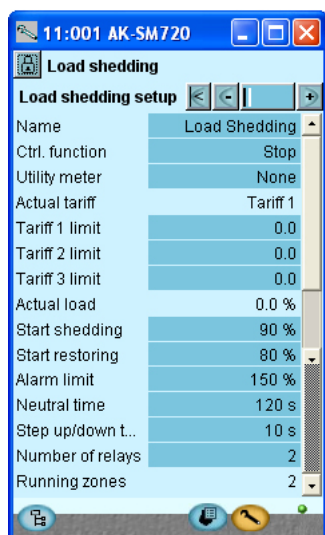 11:001 AK-SM720
Load shedding
Load shedding setup
Name Load Shedding
Ctrl. function Stop
Utility meter None
Actual tariff Tariff 1
Tariff 1 limit 0.0
Tariff 2 limit 0.0
Tariff 3 limit 0.0
Actual load 0.0 %
Start shedding 90 %
Start restoring 80 %
Alarm limit 150 %
Neutral time 120 s
Step up/down t... 10 s
Number of relays 2
Running zones 2